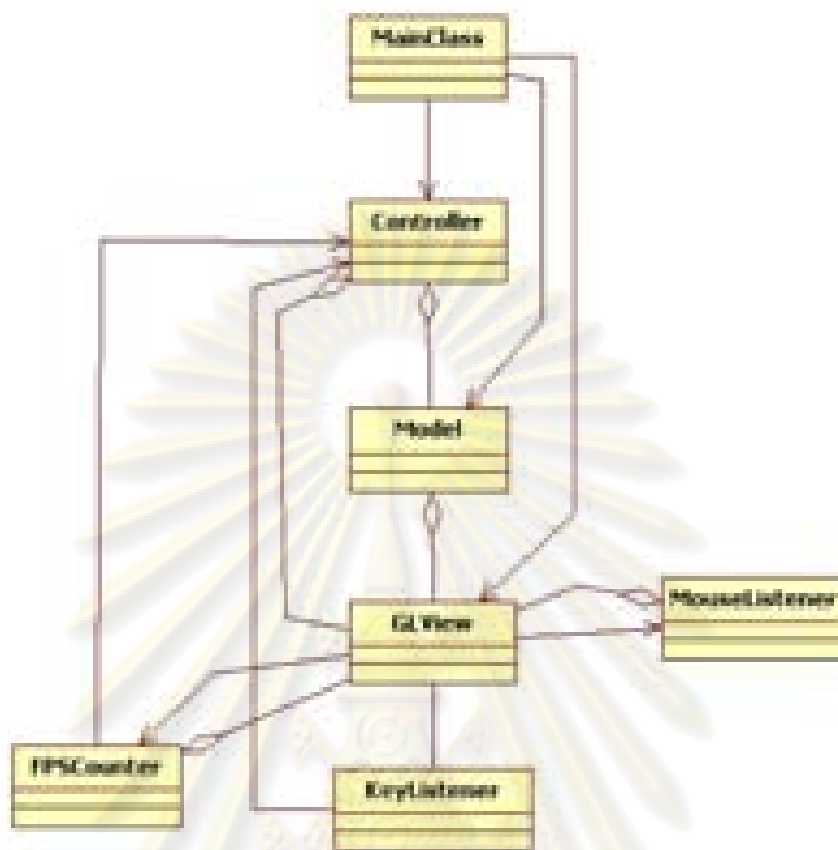 MainClass
Controller
Model
GLView
MouseListener
FPSCounter
KeyListener